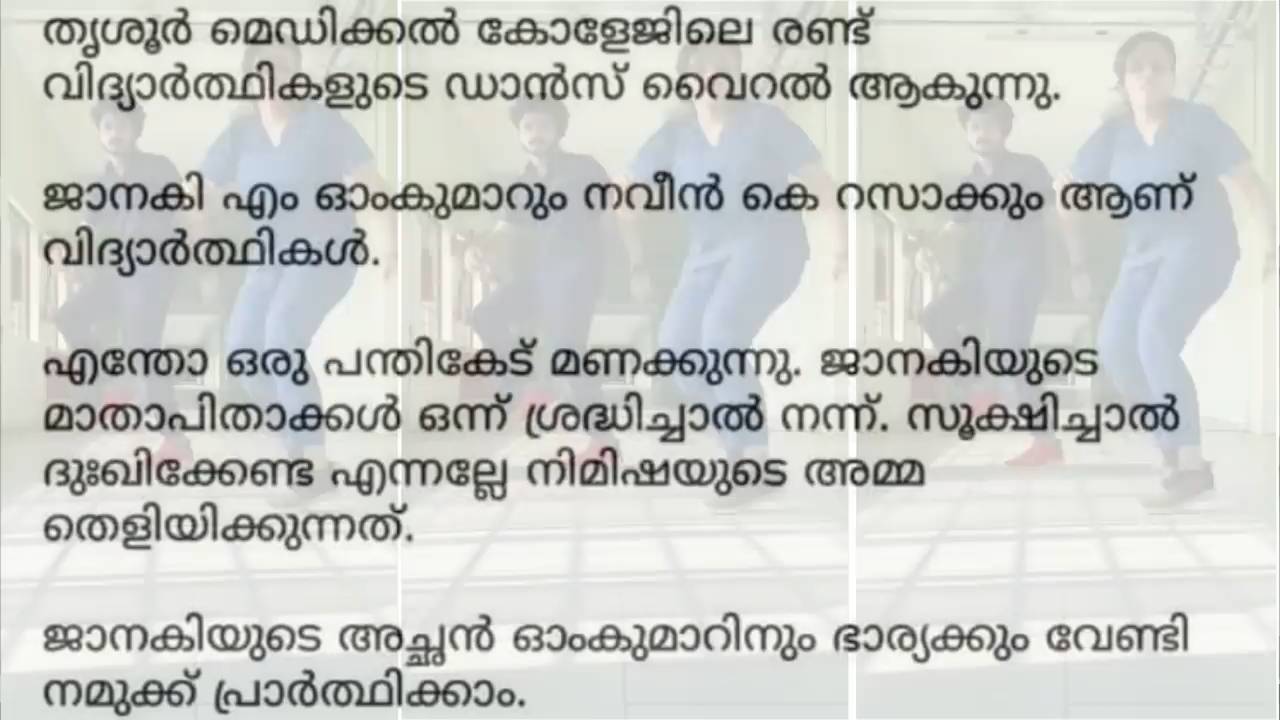 തൃശൂർ മെഡിക്കൽ കോളേജിലെ രണ്ട്
വിദ്യാർത്ഥികളുടെ ഡാൻസ് വൈറൽ ആകുന്നു.
ജാനകി എം ഓംകുമാറും നവീൻ കെ റസാക്കും ആണ്
വിദ്യാർത്ഥികൾ.
എന്തോ ഒരു പന്തികേട് മണക്കുന്നു. ജാനകിയുടെ
മാതാപിതാക്കൾ ഒന്ന് ശ്രദ്ധിച്ചാൽ നന്ന്. സൂക്ഷിച്ചാൽ
ദുഃഖിക്കേണ്ട എന്നല്ലേ നിമിഷയുടെ അമ്മ
തെളിയിക്കുന്നത്.
ജാനകിയുടെ അച്ഛൻ ഓംകുമാറിനും ഭാര്യക്കും വേണ്ടി
നമുക്ക് പ്രാർത്ഥിക്കാം.